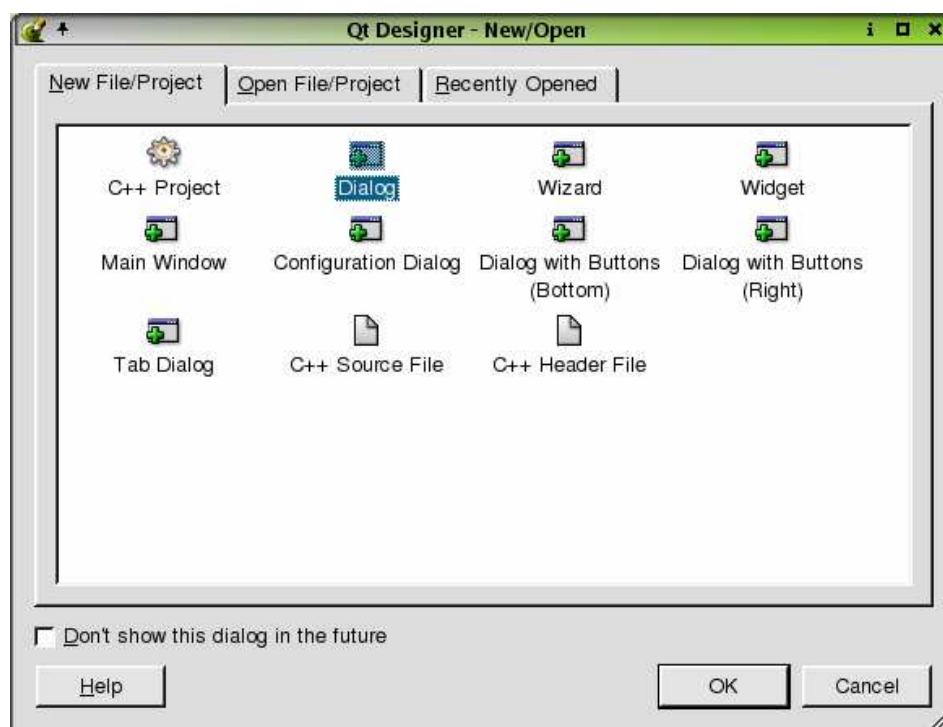 Qt Designer - New/Open
New File/Project
Open File/Project
Recently Opened
C++ Project
Dialog
Wizard
Widget
Main Window
Configuration Dialog
Dialog with Buttons
(Bottom)
Dialog with Buttons
(Right)
Tab Dialog
C++ Source File
C++ Header File
Don't show this dialog in the future
Help
OK
Cancel